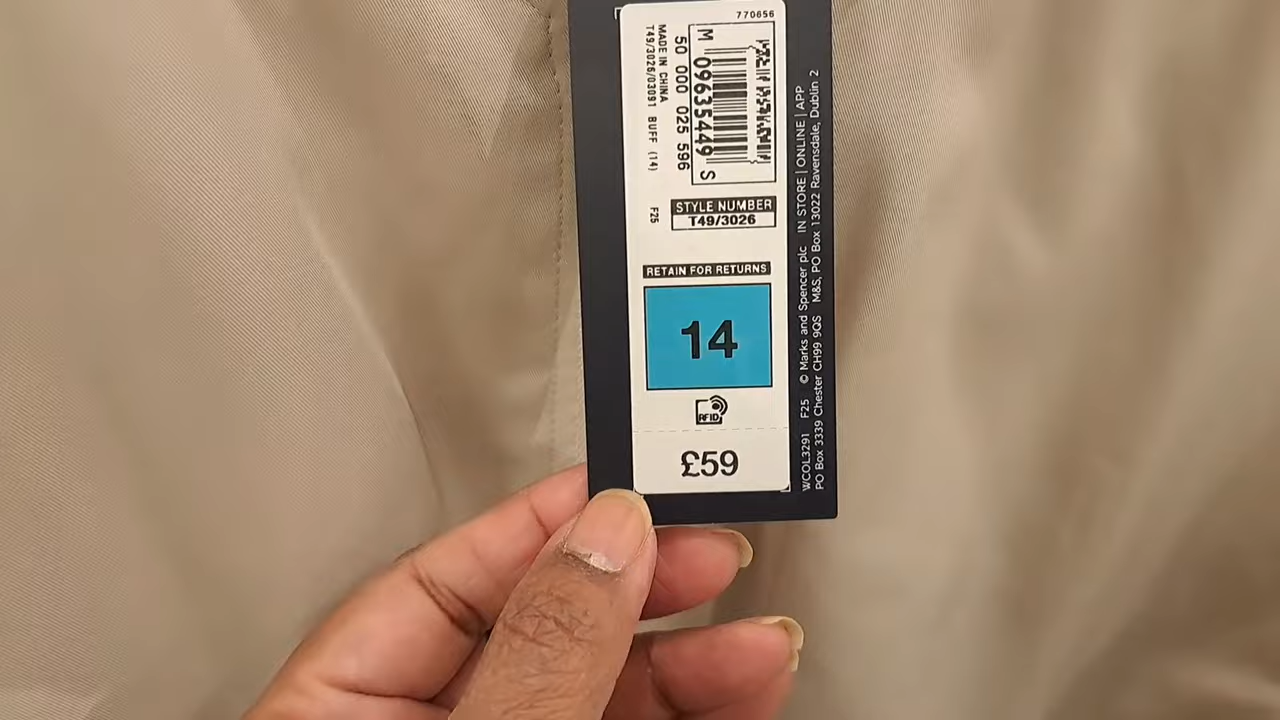 770656
M 09635449 S
50 000 025 596
MADE IN CHINA
T49/3026/03091 BUFF (14) F25
STYLE NUMBER
T49/3026
RETAIN FOR RETURNS
14
RFID
£59
WCOL3291 F25 © Marks and Spencer plc IN STORE | ONLINE | APP
PO Box 3339 Chester CH99 9QS M&S, PO Box 13022 Ravensdale, Dublin 2